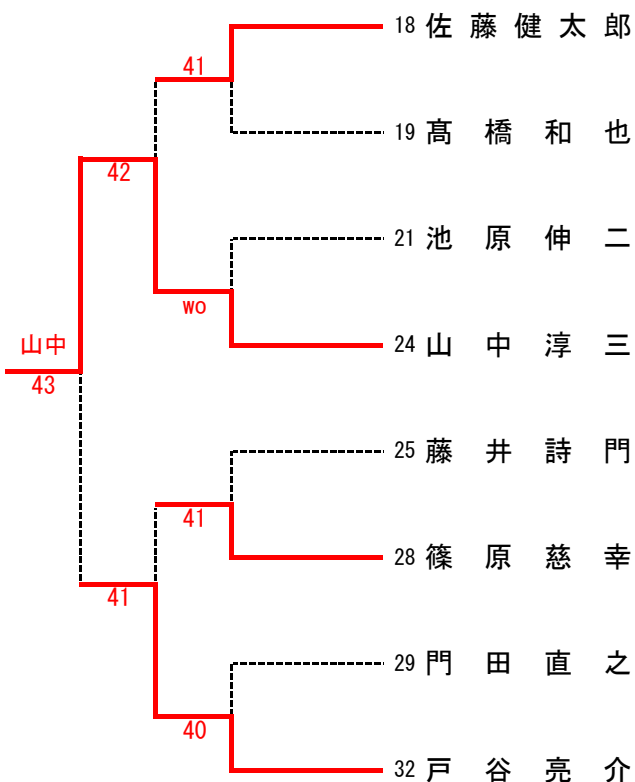 18 佐藤健太郎
41
19 髙橋和也
42
21 池原伸二
wo
山中
24 山中淳三
43
25 藤井詩門
41
28 篠原慈幸
41
29 門田直之
40
32 戸谷亮介